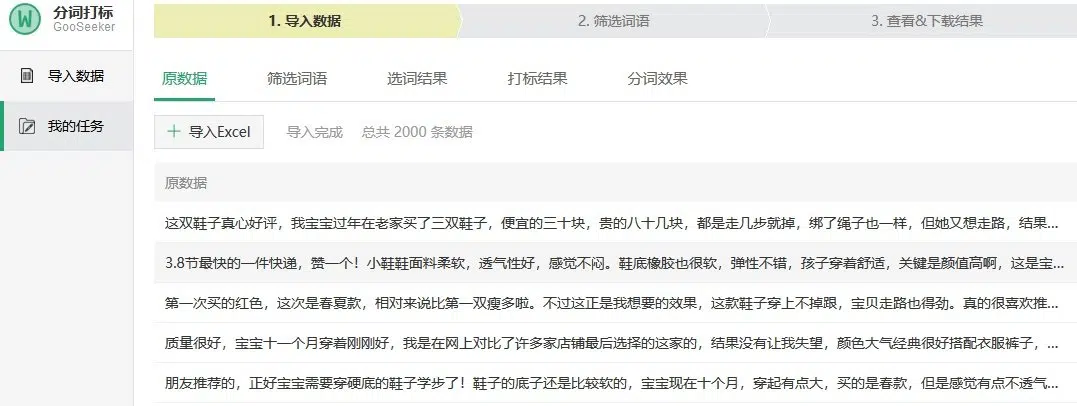 分词打标
GooSeeker
1. 导入数据
2. 筛选词语
3. 查看&下载结果
导入数据
我的任务
原数据
筛选词语
选词结果
打标结果
分词效果
导入Excel
导入完成
总共 2000 条数据
原数据
这双鞋子真心好评，我宝宝过年在老家买了三双鞋子，便宜的三十块，贵的八十几块，都是走几步就掉，绑了绳子也一样，但她又想走路，结果...
3.8节最快的一件快递，赞一个！小鞋鞋面料柔软，透气性好，感觉不闷。鞋底橡胶也很软，弹性不错，孩子穿着舒适，关键是颜值高啊，这是宝...
第一次买的红色，这次是春夏款，相对来说比第一双瘦多啦。不过这正是我想要的效果，这款鞋子穿上不掉跟，宝贝走路也得劲。真的很喜欢推...
质量很好，宝宝十一个月穿着刚刚好，我是在网上对比了许多家店铺最后选择的这家的，结果没有让我失望，颜色大气经典很好搭配衣服裤子，...
朋友推荐的，正好宝宝需要穿硬底的鞋子学步了！鞋子的底子还是比较软的，宝宝现在十个月，穿起有点大，买的是春款，但是感觉有点不透气...